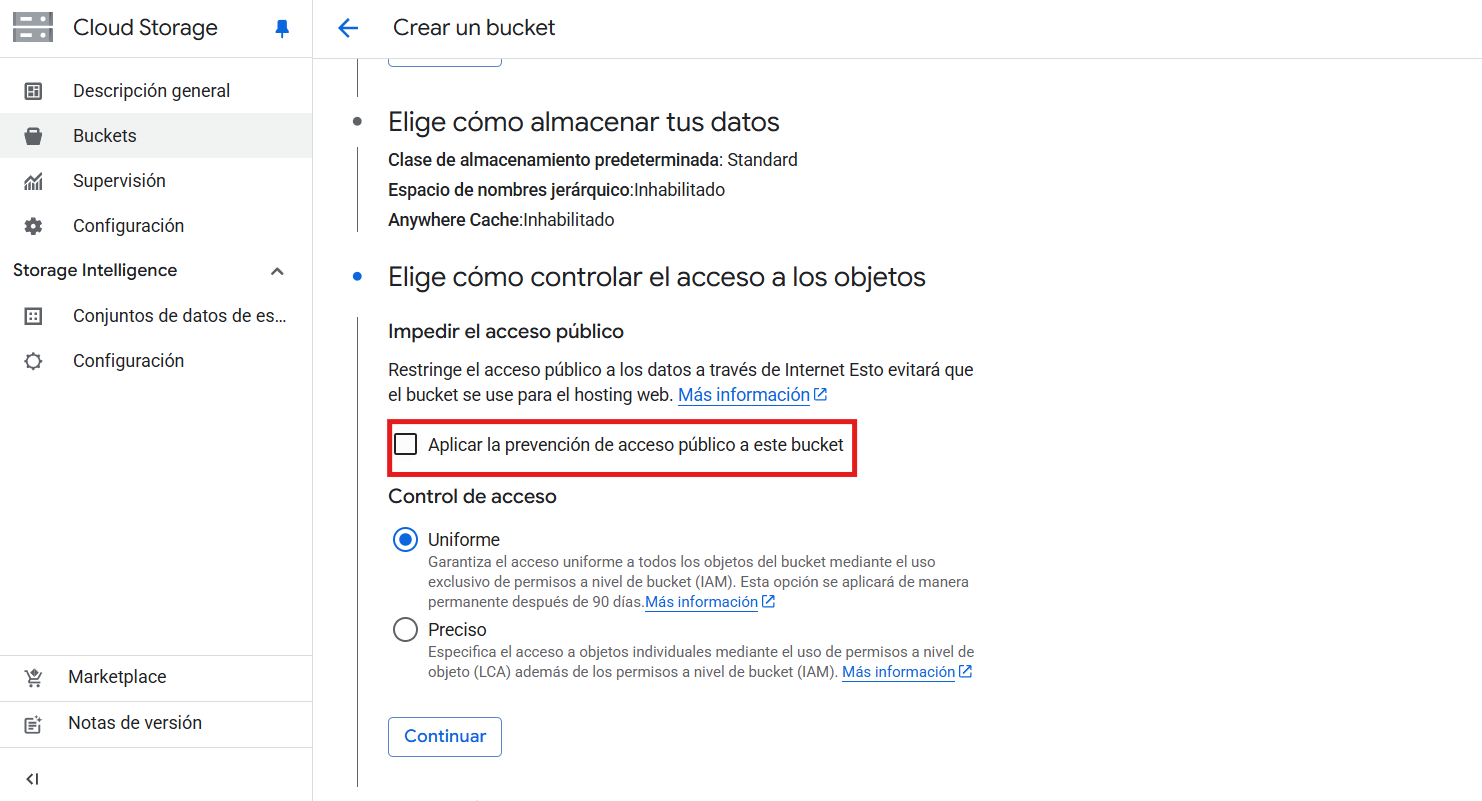 Cloud Storage
Descripción general
Buckets
Supervisión
Configuración
Storage Intelligence
Conjuntos de datos de es...
Configuración
Marketplace
Notas de versión
Crear un bucket
Elige cómo almacenar tus datos
Clase de almacenamiento predeterminada: Standard
Espacio de nombres jerárquico:Inhabilitado
Anywhere Cache:Inhabilitado
Elige cómo controlar el acceso a los objetos
Impedir el acceso público
Restringe el acceso público a los datos a través de Internet Esto evitará que
el bucket se use para el hosting web. Más información
Aplicar la prevención de acceso público a este bucket
Control de acceso
Uniforme
Garantiza el acceso uniforme a todos los objetos del bucket mediante el uso
exclusivo de permisos a nivel de bucket (IAM). Esta opción se aplicará de manera
permanente después de 90 días.Más información
Preciso
Especifica el acceso a objetos individuales mediante el uso de permisos a nivel de
objeto (LCA) además de los permisos a nivel de bucket (IAM). Más información
Continuar